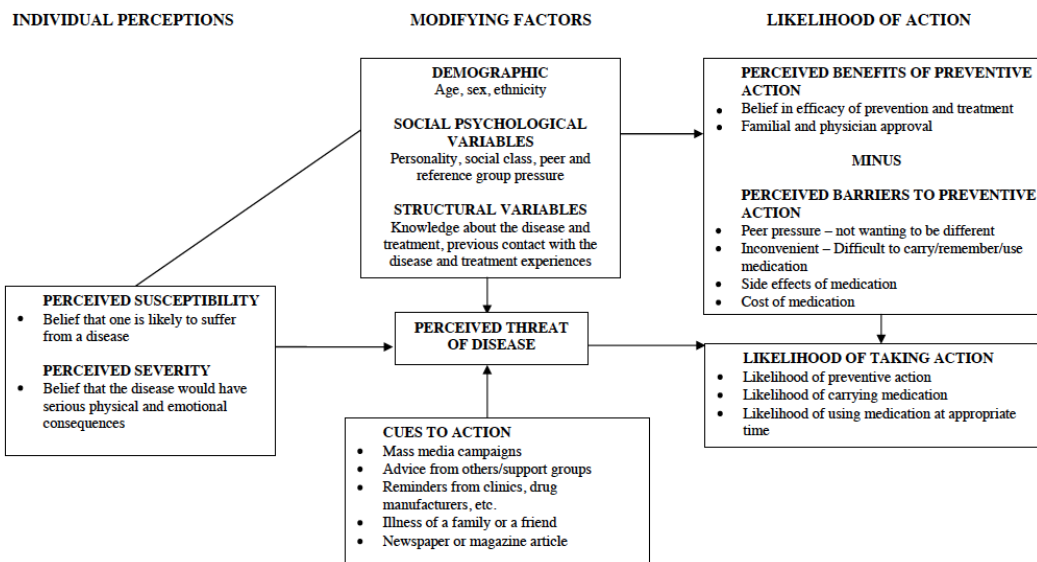 INDIVIDUAL PERCEPTIONS
MODIFYING FACTORS
LIKELIHOOD OF ACTION
DEMOGRAPHIC
Age, sex, ethnicity
SOCIAL PSYCHOLOGICAL
VARIABLES
Personality, social class, peer and
reference group pressure
STRUCTURAL VARIABLES
Knowledge about the disease and
treatment, previous contact with the
disease and treatment experiences
PERCEIVED BENEFITS OF PREVENTIVE
ACTION
• Belief in efficacy of prevention and treatment
• Familial and physician approval
MINUS
PERCEIVED BARRIERS TO PREVENTIVE
ACTION
• Peer pressure – not wanting to be different
• Inconvenient – Difficult to carry/remember/use
medication
• Side effects of medication
• Cost of medication
PERCEIVED SUSCEPTIBILITY
• Belief that one is likely to suffer
from a disease
PERCEIVED SEVERITY
• Belief that the disease would have
serious physical and emotional
consequences
PERCEIVED THREAT
OF DISEASE
LIKELIHOOD OF TAKING ACTION
• Likelihood of preventive action
• Likelihood of carrying medication
• Likelihood of using medication at appropriate
time
CUES TO ACTION
• Mass media campaigns
• Advice from others/support groups
• Reminders from clinics, drug
manufacturers, etc.
• Illness of a family or a friend
• Newspaper or magazine article